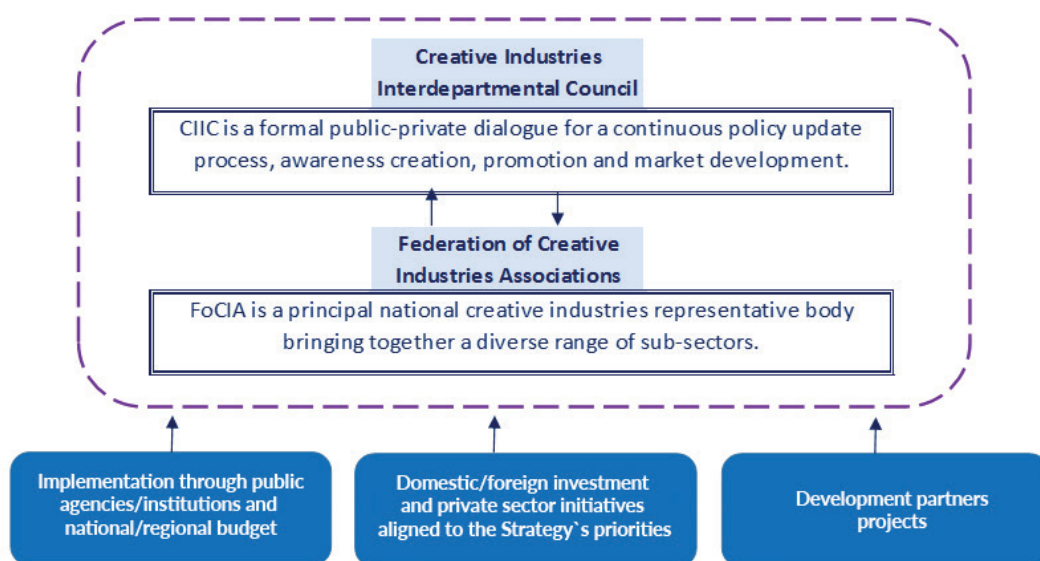 Creative Industries
Interdepartmental Council
CIIC is a formal public-private dialogue for a continuous policy update
process, awareness creation, promotion and market development.
Federation of Creative
Industries Associations
FoCIA is a principal national creative industries representative body
bringing together a diverse range of sub-sectors.
Implementation through public
agencies/institutions and
national/regional budget
Domestic/foreign investment
and private sector initiatives
aligned to the Strategy`s priorities
Development partners
projects